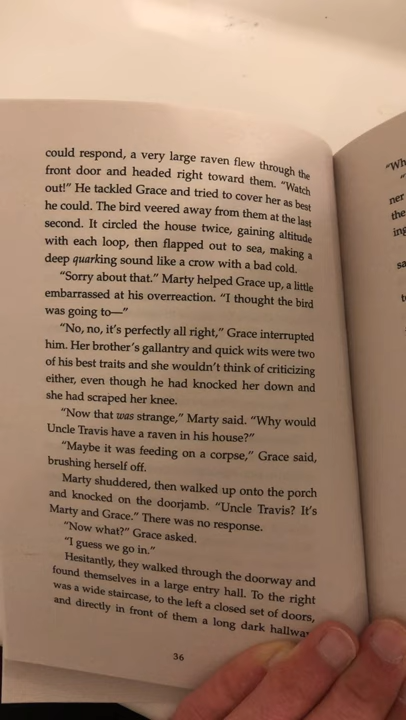 could respond, a very large raven flew through the
front door and headed right toward them. "Watch
out!" He tackled Grace and tried to cover her as best
he could. The bird veered away from them at the last
second. It circled the house twice, gaining altitude
with each loop, then flapped out to sea, making a
deep quarking sound like a crow with a bad cold.
"Sorry about that." Marty helped Grace up, a little
embarrassed at his overreaction. "I thought the bird
was going to—"
"No, no, it's perfectly all right," Grace interrupted
him. Her brother's gallantry and quick wits were two
of his best traits and she wouldn't think of criticizing
either, even though he had knocked her down and
she had scraped her knee.
"Now that was strange," Marty said. "Why would
Uncle Travis have a raven in his house?"
"Maybe it was feeding on a corpse," Grace said,
brushing herself off.
Marty shuddered, then walked up onto the porch
and knocked on the doorjamb. "Uncle Travis? It's
Marty and Grace." There was no response.
"Now what?" Grace asked.
"I guess we go in."
Hesitantly, they walked through the doorway and
found themselves in a large entry hall. To the right
was a wide staircase, to the left a closed set of doors,
and directly in front of them a long dark
36
"Wh
ner
the
ing